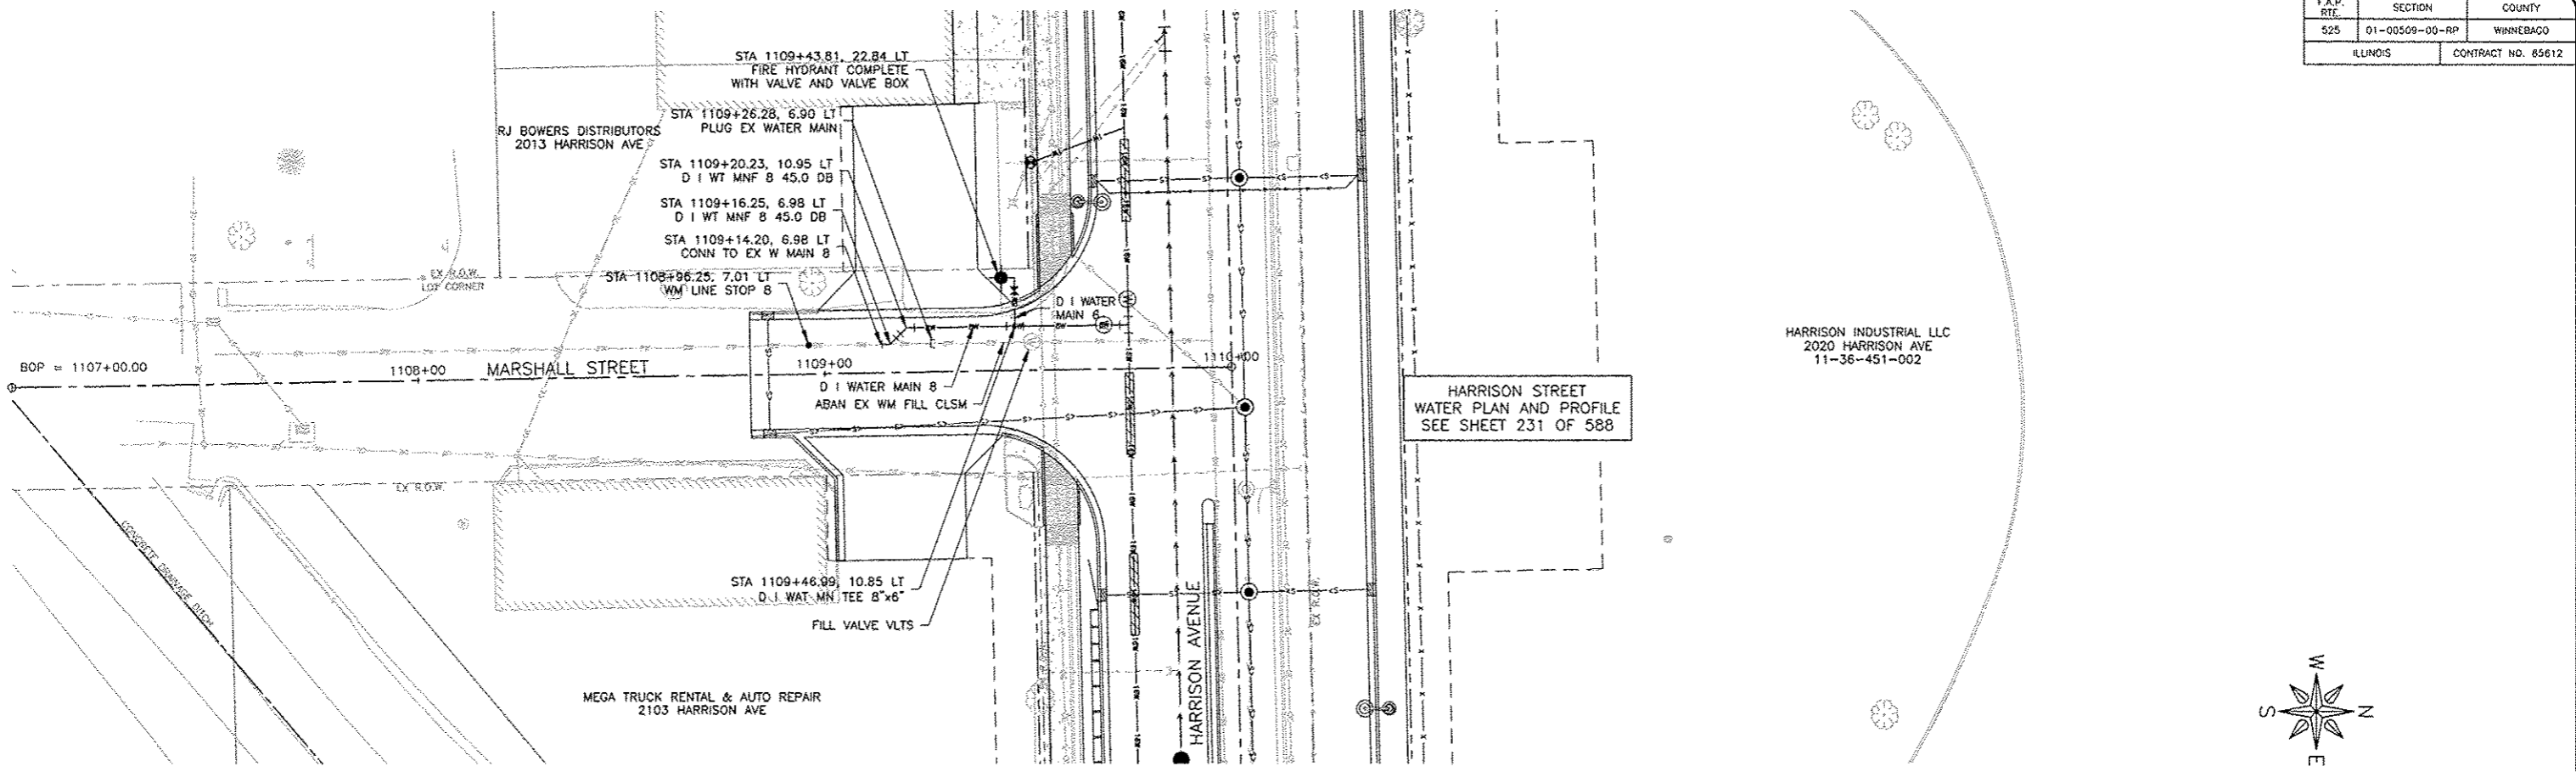 F.A.P. RTE. SECTION COUNTY
525 01-00509-00-RP WINNEBAGO
ILLINOIS CONTRACT NO. 85612
STA 1109+43.81, 22.84 LT
FIRE HYDRANT COMPLETE
WITH VALVE AND VALVE BOX
STA 1109+26.28, 6.90 LT
PLUG EX WATER MAIN
RJ BOWERS DISTRIBUTORS
2013 HARRISON AVE
STA 1109+20.23, 10.95 LT
D I WT MNF 8 45.0 DB
STA 1109+16.25, 6.98 LT
D I WT MNF 8 45.0 DB
STA 1109+14.20, 6.98 LT
CONN TO EX W MAIN 8
STA 1108+96.25, 7.01 LT
WM LINE STOP 8
EX R.O.W.
LOT CORNER
D I WATER
MAIN 6
BOP = 1107+00.00
1108+00
MARSHALL STREET
1109+00
1110+00
D I WATER MAIN 8
ABAN EX WM FILL CLSM
HARRISON STREET
WATER PLAN AND PROFILE
SEE SHEET 231 OF 588
HARRISON INDUSTRIAL LLC
2020 HARRISON AVE
11-36-451-002
EX R.O.W.
CONCRETE DRAINAGE DITCH
STA 1109+46.99, 10.85 LT
D I WAT MN TEE 8"x6"
FILL VALVE VLTS
HARRISON AVENUE
EX R.O.W.
MEGA TRUCK RENTAL & AUTO REPAIR
2103 HARRISON AVE
W
S
N
E